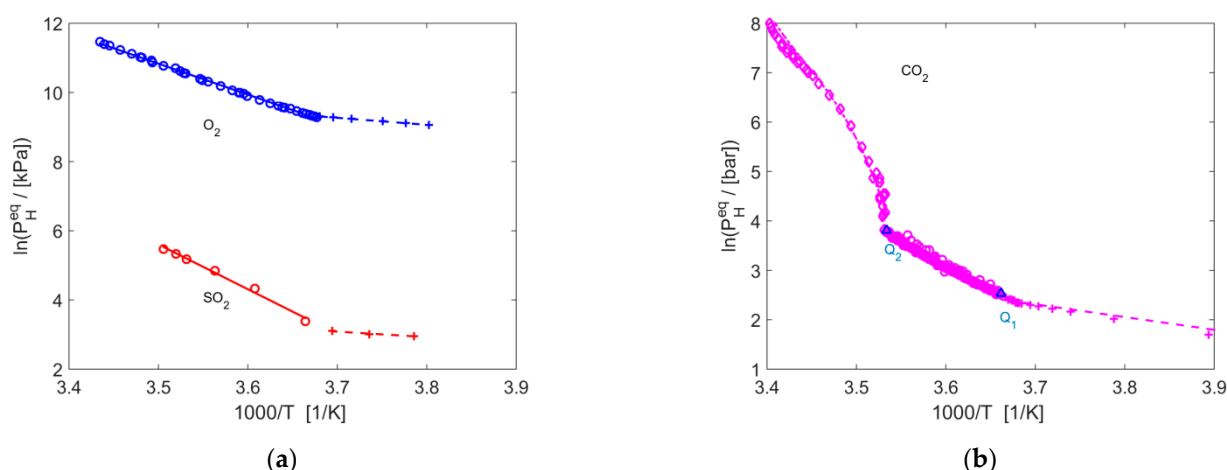 12
10
8
6
4
2
ln(P_H^eq / [kPa]
O2
SO2
3.4 3.5 3.6 3.7 3.8 3.9
1000/T [1/K]
(a)
8
7
6
5
4
3
2
1
ln(P_H^eq / [bar]
CO2
Q2
Q1
3.4 3.5 3.6 3.7 3.8 3.9
1000/T [1/K]
(b)